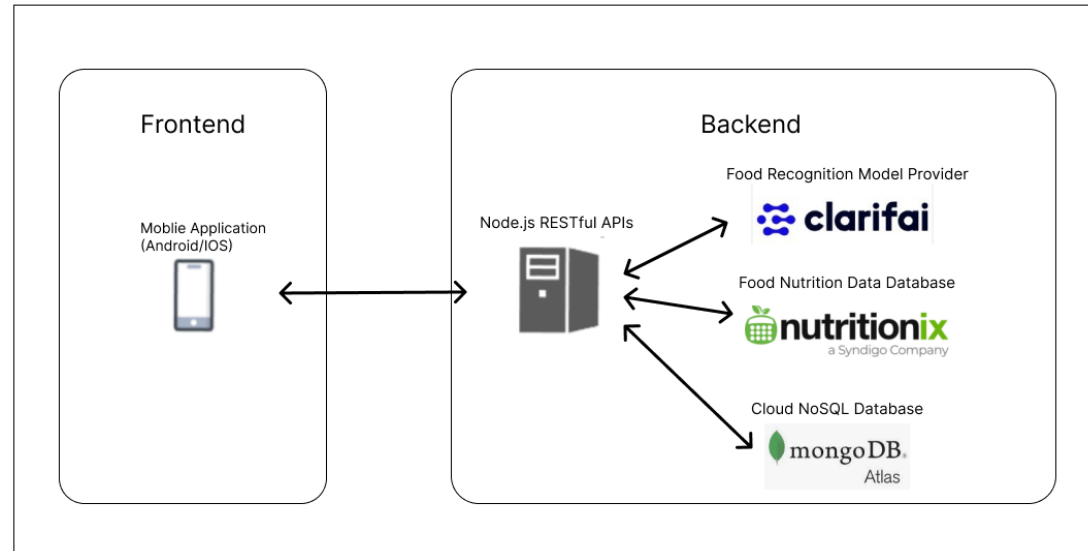 Frontend
Backend
Food Recognition Model Provider
clarifai
Moblie Application
(Android/IOS)
Node.js RESTful APIs
Food Nutrition Data Database
nutritionix
a Syndigo Company
Cloud NoSQL Database
mongoDB.
Atlas